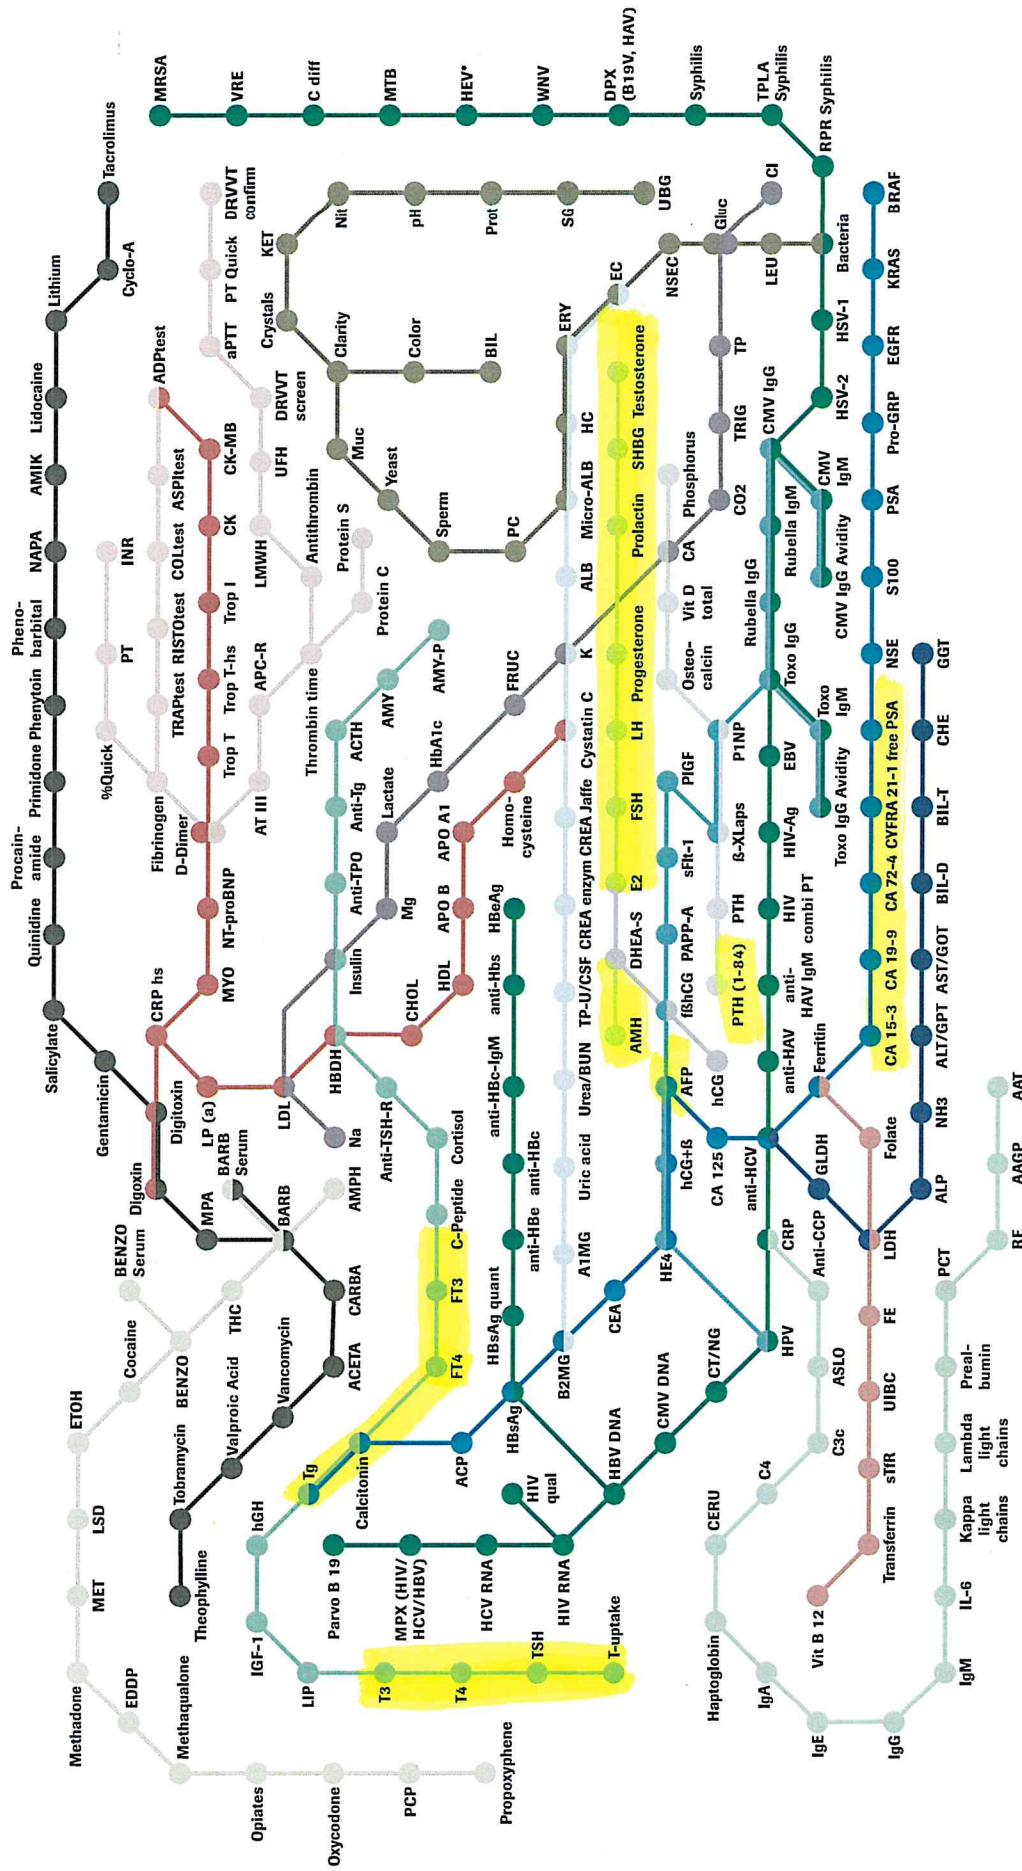 Procain-
Pheno-
Quinidine
amide
Primidone
Phenytoin
barbital
NAPA
AMIK
Lidocaine
Lithium
Salicylate
Methadone
MET
LSD
ETOH
Gentamicin
Cyclo-A
Tacrolimus
EDDP
Cocaine
BENZO
Serum
%Quick
PT
INR
Digoxin
Digitoxin
CRP hs
Fibrinogen
TRAPtest
RISTOtest
COLtest
ASPItest
ADPtest
MRSA
Methaqualone
Theophylline
Tobramycin
BENZO
MPA
BARB
Serum
LP (a)
MYO
NT-proBNP
D-Dimer
Trop T
Trop T-hs
Trop I
CK
CK-MB
aPTT
PT Quick
DRVVT
confirm
VRE
Opiates
IGF-1
hGH
Valproic Acid
THC
AT III
APC-R
LMWH
UFH
DRVVT
screen
Vancomycin
BARB
LDL
Thrombin time
Antithrombin
Crystals
KET
C diff
Oxycodone
LIP
Parvo B 19
Tg
ACETA
CARBA
AMPH
Na
HBDH
Insulin
Anti-TPO
Anti-Tg
ACTH
Protein C
Protein S
Muc
Clarity
Nit
Calcitonin
Anti-TSH-R
Mg
Lactate
AMY
Yeast
MTB
PCP
T3
MPX (HIV/
HCV/HBV)
CHOL
Color
pH
T4
FT4
FT3
C-Peptide
Cortisol
HDL
APO B
APO A1
HbA1c
AMY-P
Sperm
HEV*
Propoxyphene
HCV RNA
ACP
BIL
Prot
HIV
qual
HBsAg
HBsAg quant
anti-HBe
anti-HBc
anti-HBc-IgM
anti-Hbs
HBeAg
Homo-
cysteine
FRUC
PC
WNV
TSH
HIV RNA
B2MG
A1MG
Uric acid
Urea/BUN
TP-U/CSF
CREA enzym
CREA Jaffe
Cystatin C
K
ALB
Micro-ALB
HC
ERY
SG
T-uptake
HBV DNA
CEA
AMH
DHEA-S
E2
FSH
LH
Progesterone
Prolactin
SHBG
Testosterone
EC
UBG
DPX
(B19V, HAV)
CMV DNA
HE4
hCG+ß
AFP
fßhCG
PAPP-A
sFlt-1
PlGF
Osteo-
calcin
Vit D
total
CA
Phosphorus
NSEC
Syphilis
CERU
Haptoglobin
CT/NG
CA 125
hCG
PTH (1-84)
PTH
ß-XLaps
P1NP
CO2
TRIG
TP
Gluc
IgA
C4
HPV
CRP
anti-HCV
anti-HAV
anti-
HAV IgM
HIV
combi PT
HIV-Ag
EBV
Toxo IgG
Rubella IgG
Rubella IgM
CMV IgG
LEU
Cl
TPLA
Syphilis
IgE
Vit B 12
C3c
ASLO
Anti-CCP
GLDH
Ferritin
Toxo IgG Avidity
Toxo
IgM
CMV IgG Avidity
CMV
IgM
HSV-2
HSV-1
Bacteria
RPR Syphilis
Transferrin
sTfR
UIBC
FE
LDH
Folate
CA 15-3
CA 19-9
CA 72-4
CYFRA 21-1
free PSA
NSE
S100
PSA
Pro-GRP
EGFR
KRAS
BRAF
IgG
ALP
NH3
ALT/GPT
AST/GOT
BIL-D
BIL-T
CHE
GGT
IgM
IL-6
Kappa
light
chains
Lambda
light
chains
Preal-
bumin
PCT
RF
AAGP
AAT